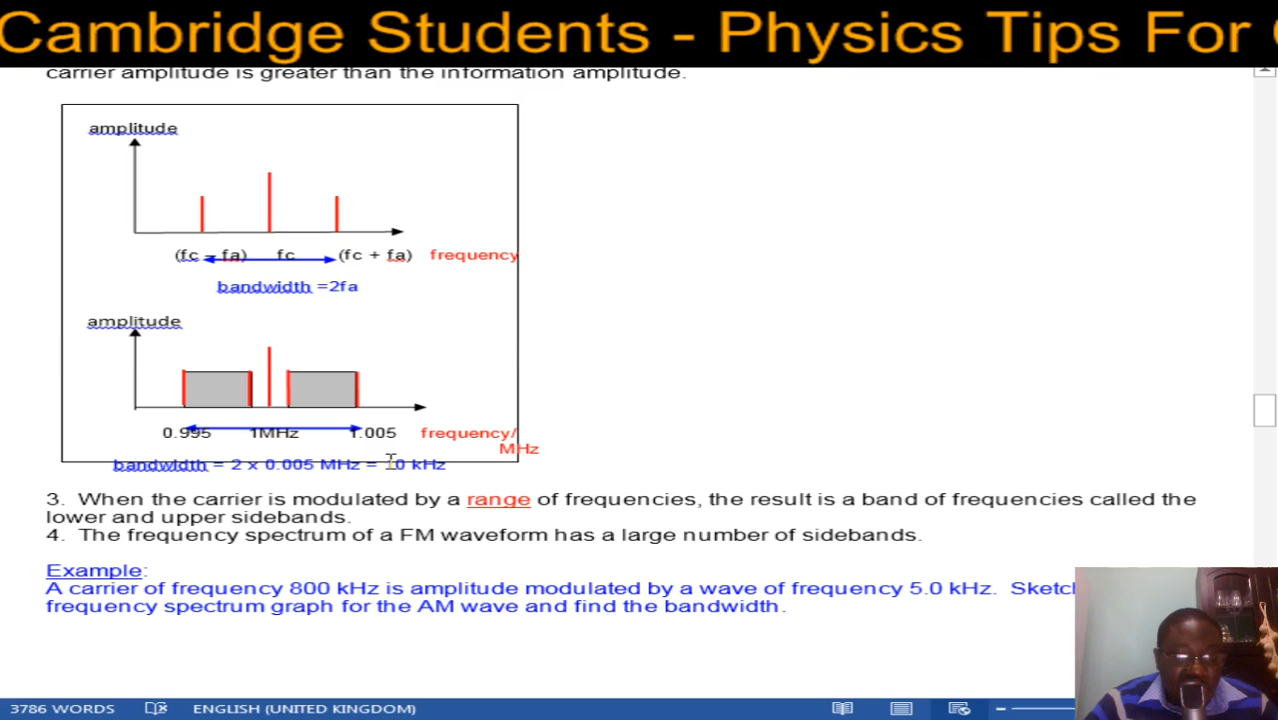 Cambridge Students - Physics Tips For
carrier amplitude is greater than the information amplitude.
amplitude
(fc – fa) fc (fc + fa) frequency
bandwidth =2fa
amplitude
0.995 1MHz 1.005 frequency/
MHz
bandwidth = 2 x 0.005 MHz = 10 kHz
3. When the carrier is modulated by a range of frequencies, the result is a band of frequencies called the
lower and upper sidebands.
4. The frequency spectrum of a FM waveform has a large number of sidebands.
Example:
A carrier of frequency 800 kHz is amplitude modulated by a wave of frequency 5.0 kHz. Sketch
frequency spectrum graph for the AM wave and find the bandwidth.
3786 WORDS ENGLISH (UNITED KINGDOM)